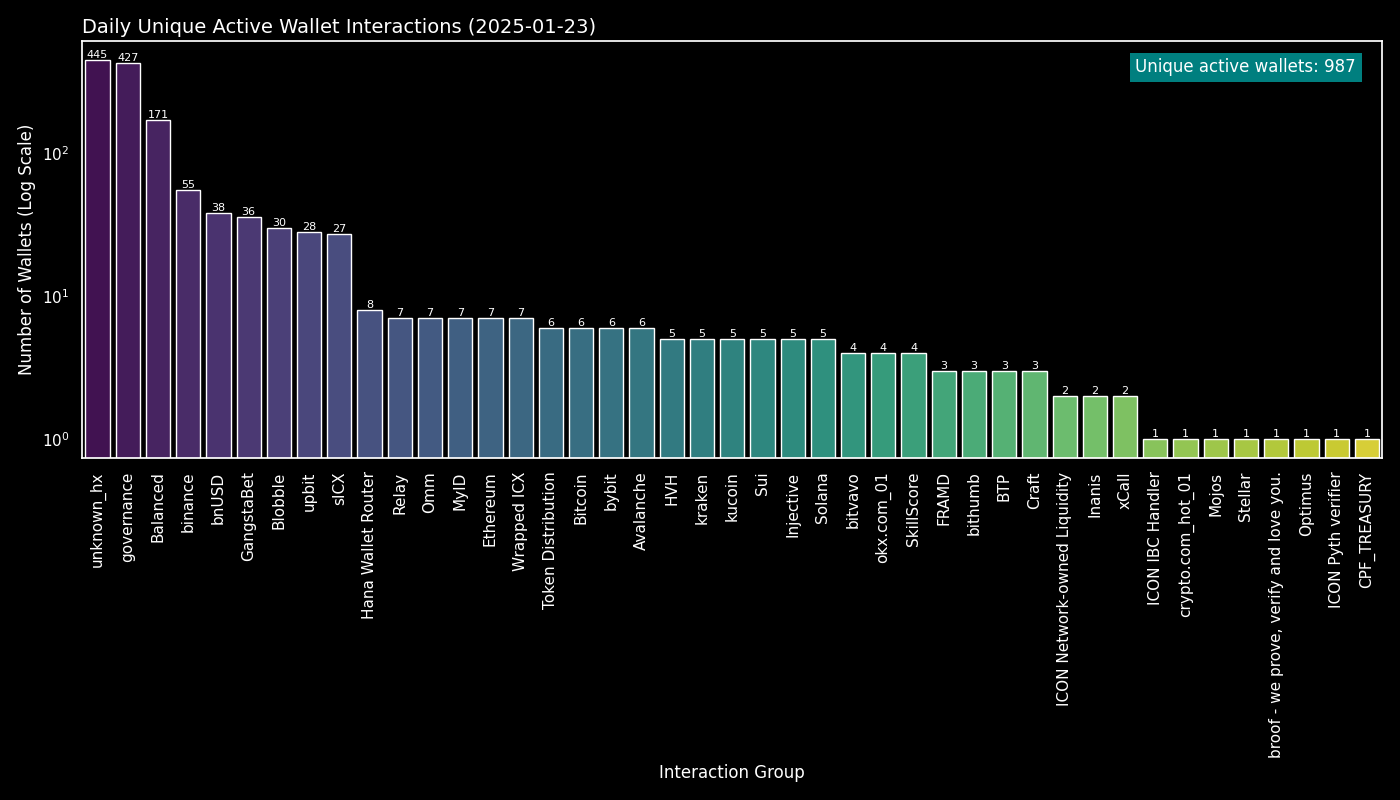 Daily Unique Active Wallet Interactions (2025-01-23)
Unique active wallets: 987
Number of Wallets (Log Scale)
10²
10¹
10⁰
445
427
171
55
38
36
30
28
27
8
7
7
7
7
7
6
6
6
6
5
5
5
5
5
5
4
4
4
3
3
3
3
2
2
2
1
1
1
1
1
1
1
1
unknown_hx
governance
Balanced
binance
bnUSD
GangstaBet
Blobble
upbit
sICX
Hana Wallet Router
Relay
Omm
MyID
Ethereum
Wrapped ICX
Token Distribution
Bitcoin
bybit
Avalanche
HVH
kraken
kucoin
Sui
Injective
Solana
bitvavo
okx.com_01
SkillScore
FRAMD
bithumb
BTP
Craft
ICON Network-owned Liquidity
Inanis
xCall
ICON IBC Handler
crypto.com_hot_01
Mojos
Stellar
broof - we prove, verify and love you.
Optimus
ICON Pyth verifier
CPF_TREASURY
Interaction Group